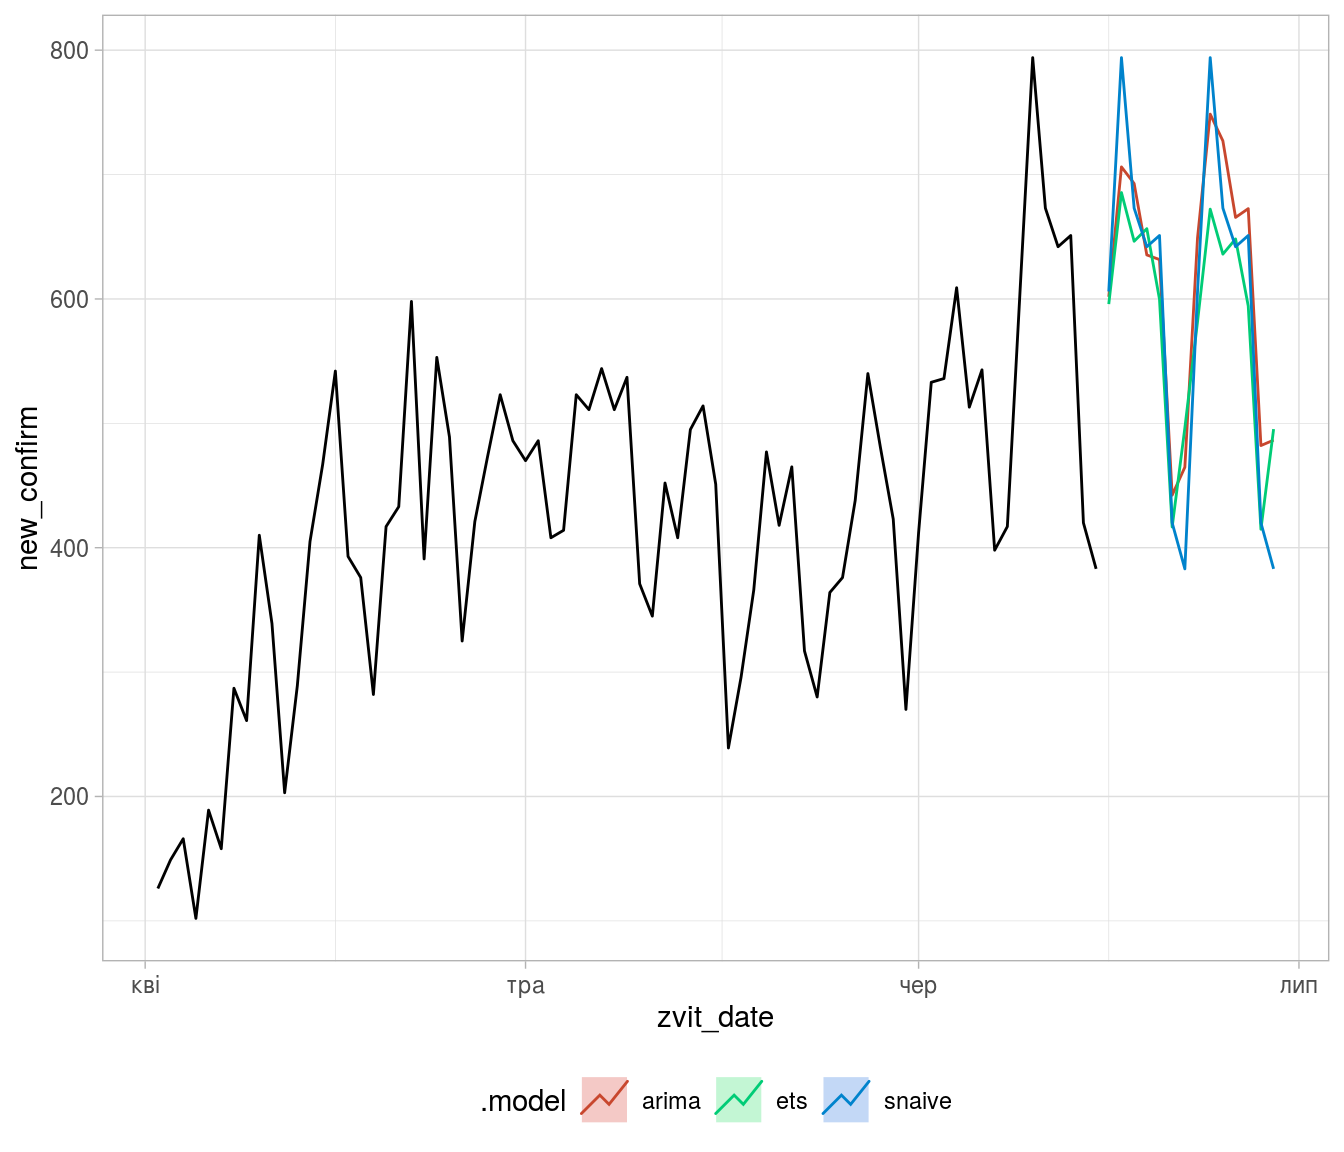 800
600
400
200
new_confirm
кві тра чер лип
zvit_date
.model arima ets snaive